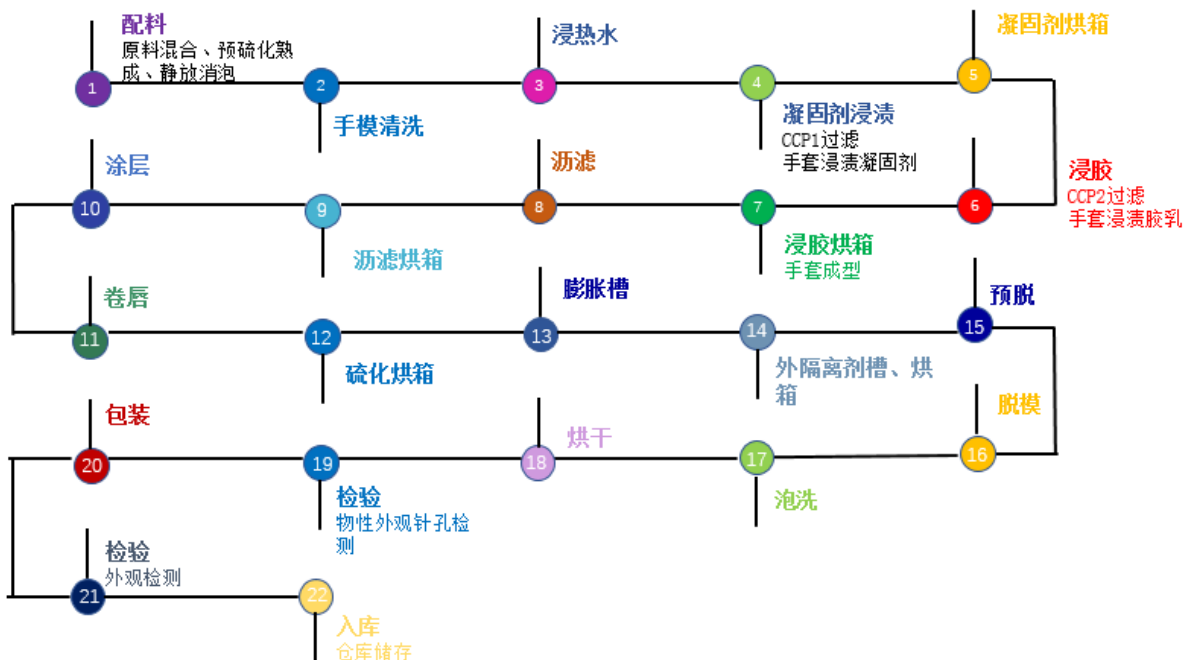 配料
原料混合、预硫化熟
成、静放消泡
1
2
手模清洗
浸热水
3
4
凝固剂浸渍
CCP1过滤
手套浸渍凝固剂
凝固剂烘箱
5
浸胶
CCP2过滤
手套浸渍胶乳
6
7
浸胶烘箱
手套成型
沥滤
8
9
沥滤烘箱
涂层
10
卷唇
11
12
硫化烘箱
膨胀槽
13
14
外隔离剂槽、烘
箱
预脱
15
脱模
16
17
泡洗
烘干
18
19
检验
物性外观针孔检
测
包装
20
检验
外观检测
21
22
入库
仓库储存